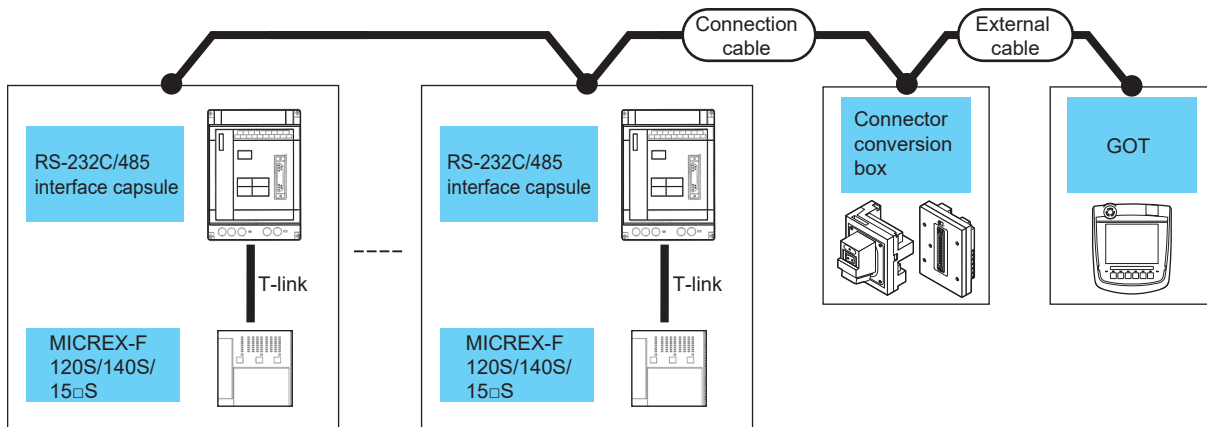 Connection
cable
External
cable
RS-232C/485
interface capsule
T-link
MICREX-F
120S/140S/
15□S
RS-232C/485
interface capsule
T-link
MICREX-F
120S/140S/
15□S
Connector
conversion
box
GOT